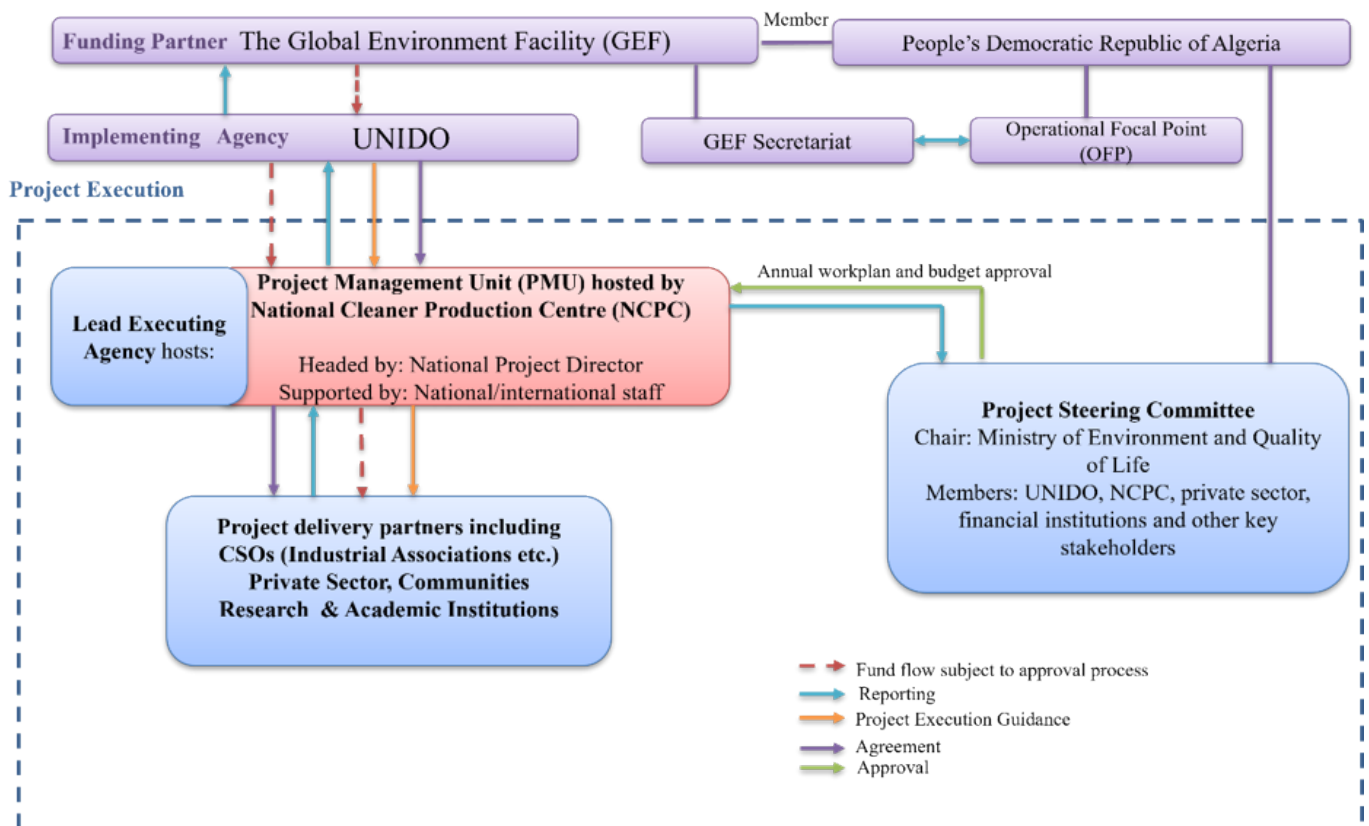 Member
Funding Partner The Global Environment Facility (GEF)
People's Democratic Republic of Algeria
Implementing Agency UNIDO
GEF Secretariat
Operational Focal Point
(OFP)
Project Execution
Lead Executing
Agency hosts:
Project Management Unit (PMU) hosted by
National Cleaner Production Centre (NCPC)
Headed by: National Project Director
Supported by: National/international staff
Annual workplan and budget approval
Project Steering Committee
Chair: Ministry of Environment and Quality
of Life
Members: UNIDO, NCPC, private sector,
financial institutions and other key
stakeholders
Project delivery partners including
CSOs (Industrial Associations etc.)
Private Sector, Communities
Research & Academic Institutions
Fund flow subject to approval process
Reporting
Project Execution Guidance
Agreement
Approval